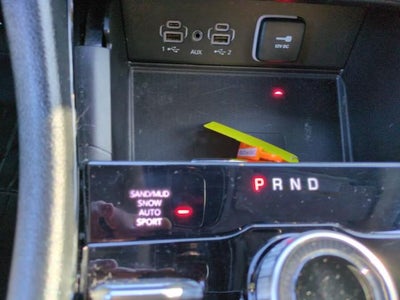 1 AUX 2
12V DC
P R N D
SAND/MUD
SNOW
AUTO
SPORT